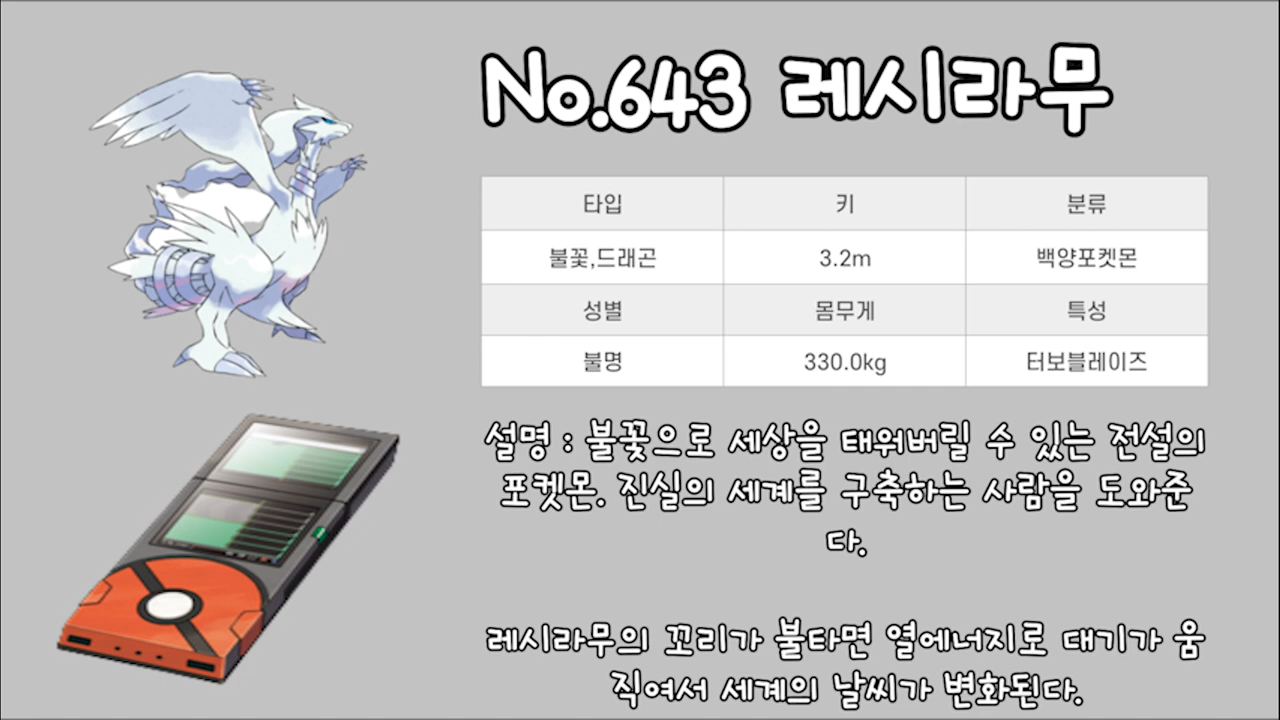 No.643 레시라무
타입 키 분류
불꽃,드래곤 3.2m 백양포켓몬
성별 몸무게 특성
불명 330.0kg 터보블레이즈
설명 : 불꽃으로 세상을 태워버릴 수 있는 전설의
포켓몬. 진실의 세계를 구축하는 사람을 도와준
다.
레시라무의 꼬리가 불타면 열에너지로 대기가 움
직여서 세계의 날씨가 변화된다.